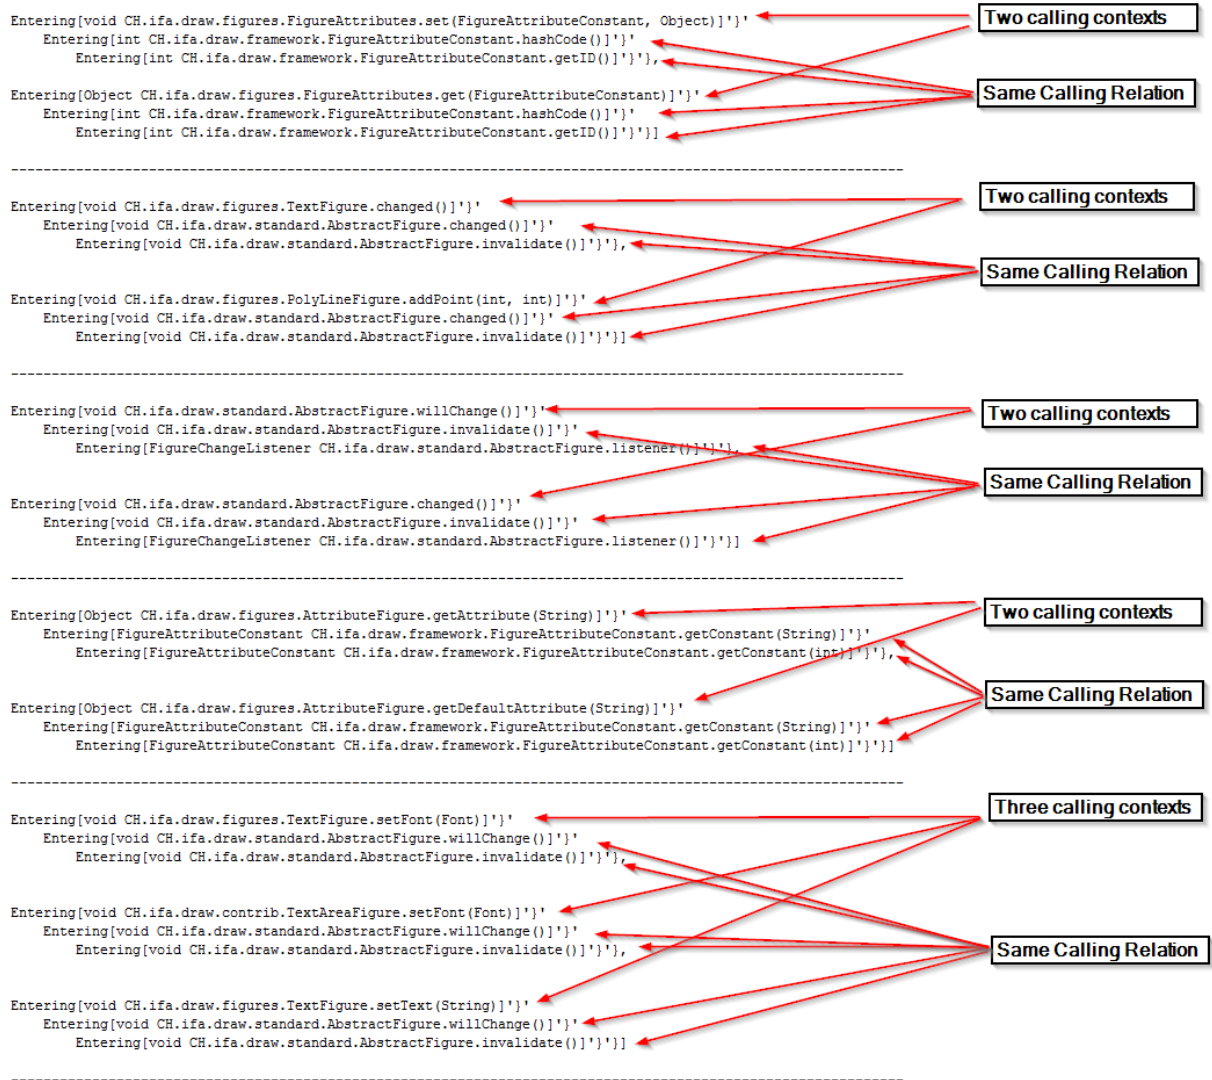 Entering[void CH.ifa.draw.figures.FigureAttributes.set(FigureAttributeConstant, Object)]'}'
Two calling contexts
Entering[int CH.ifa.draw.framework.FigureAttributeConstant.hashCode()]'}'
Entering[int CH.ifa.draw.framework.FigureAttributeConstant.getID()]'}'},
Entering[Object CH.ifa.draw.figures.FigureAttributes.get(FigureAttributeConstant)]'}'
Same Calling Relation
Entering[int CH.ifa.draw.framework.FigureAttributeConstant.hashCode()]'}'
Entering[int CH.ifa.draw.framework.FigureAttributeConstant.getID()]'}'}]
Two calling contexts
Entering[void CH.ifa.draw.figures.TextFigure.changed()]'}'
Entering[void CH.ifa.draw.standard.AbstractFigure.changed()]'}'
Entering[void CH.ifa.draw.standard.AbstractFigure.invalidate()]'}'},
Same Calling Relation
Entering[void CH.ifa.draw.figures.PolyLineFigure.addPoint(int, int)]'}'
Entering[void CH.ifa.draw.standard.AbstractFigure.changed()]'}'
Entering[void CH.ifa.draw.standard.AbstractFigure.invalidate()]'}'}]
Entering[void CH.ifa.draw.standard.AbstractFigure.willChange()]'}'
Two calling contexts
Entering[void CH.ifa.draw.standard.AbstractFigure.invalidate()]'}'
Entering[FigureChangeListener CH.ifa.draw.standard.AbstractFigure.listener()]'}'},
Same Calling Relation
Entering[void CH.ifa.draw.standard.AbstractFigure.changed()]'}'
Entering[void CH.ifa.draw.standard.AbstractFigure.invalidate()]'}'
Entering[FigureChangeListener CH.ifa.draw.standard.AbstractFigure.listener()]'}'}]
Entering[Object CH.ifa.draw.figures.AttributeFigure.getAttribute(String)]'}'
Two calling contexts
Entering[FigureAttributeConstant CH.ifa.draw.framework.FigureAttributeConstant.getConstant(String)]'}'
Entering[FigureAttributeConstant CH.ifa.draw.framework.FigureAttributeConstant.getConstant(int)]'}'},
Same Calling Relation
Entering[Object CH.ifa.draw.figures.AttributeFigure.getDefaultAttribute(String)]'}'
Entering[FigureAttributeConstant CH.ifa.draw.framework.FigureAttributeConstant.getConstant(String)]'}'
Entering[FigureAttributeConstant CH.ifa.draw.framework.FigureAttributeConstant.getConstant(int)]'}'}]
Three calling contexts
Entering[void CH.ifa.draw.figures.TextFigure.setFont(Font)]'}'
Entering[void CH.ifa.draw.standard.AbstractFigure.willChange()]'}'
Entering[void CH.ifa.draw.standard.AbstractFigure.invalidate()]'}'},
Entering[void CH.ifa.draw.contrib.TextAreaFigure.setFont(Font)]'}'
Entering[void CH.ifa.draw.standard.AbstractFigure.willChange()]'}'
Entering[void CH.ifa.draw.standard.AbstractFigure.invalidate()]'}'},
Same Calling Relation
Entering[void CH.ifa.draw.figures.TextFigure.setText(String)]'}'
Entering[void CH.ifa.draw.standard.AbstractFigure.willChange()]'}'
Entering[void CH.ifa.draw.standard.AbstractFigure.invalidate()]'}'}]